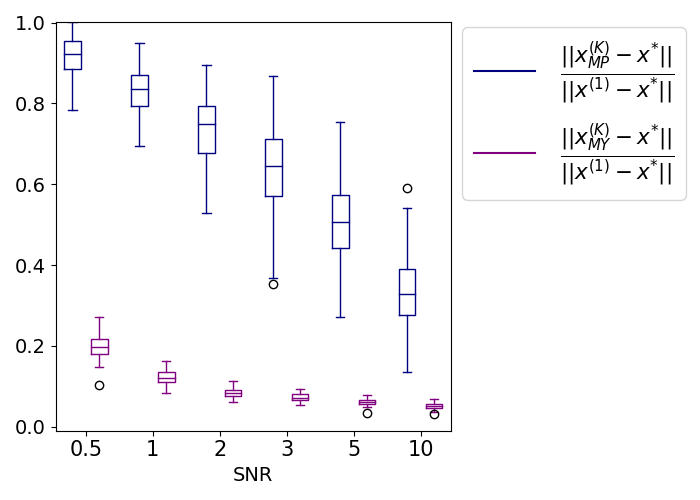 1.0
0.8
0.6
0.4
0.2
0.0
0.5 1 2 3 5 10
SNR
||x_{MP}^{(K)} − x^*||
||x^{(1)} − x^*||
||x_{MY}^{(K)} − x^*||
||x^{(1)} − x^*||